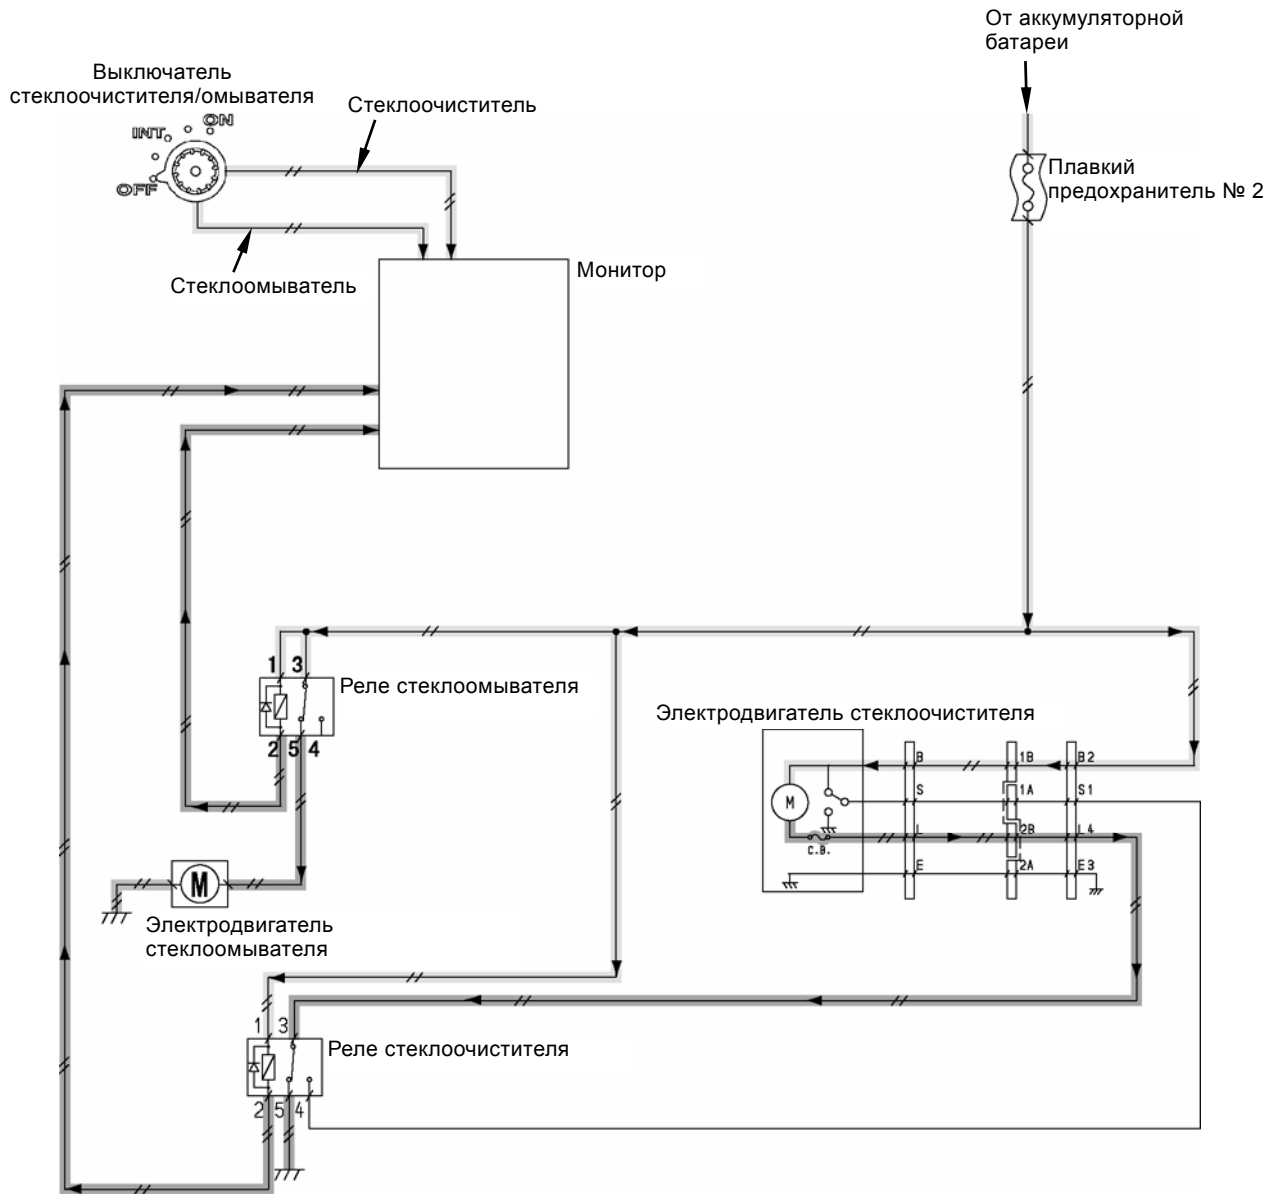 От аккумуляторной
батареи
Выключатель
стеклоочистителя/омывателя
Стеклоочиститель
ON
INT.
OFF
Плавкий
предохранитель № 2
Стеклоомыватель
Монитор
1 3
Реле стеклоомывателя
2 5 4
Электродвигатель стеклоочистителя
B 1B B2
M
S 1A S1
L 2B L4
C.B.
E 2A E3
M
Электродвигатель
стеклоомывателя
1 3
Реле стеклоочистителя
2 5 4